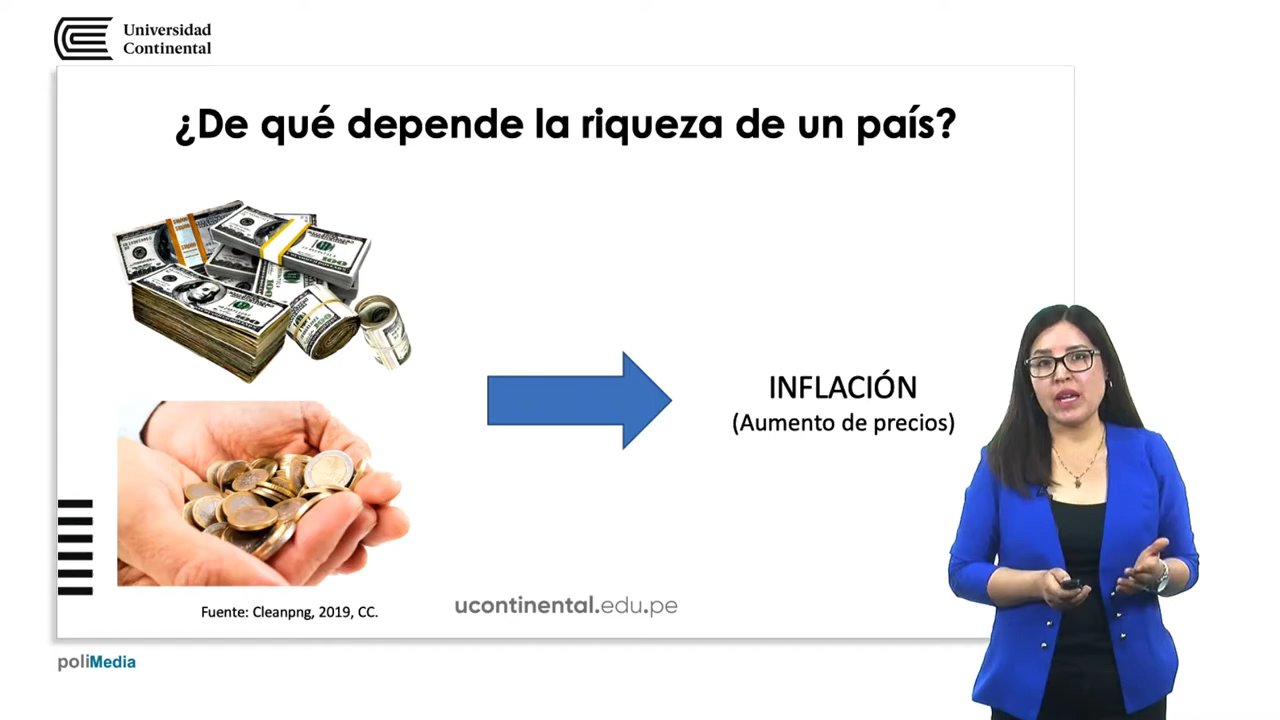 Universidad
Continental
¿De qué depende la riqueza de un país?
INFLACIÓN
(Aumento de precios)
Fuente: Cleanpng, 2019, CC.
ucontinental.edu.pe
poliMedia